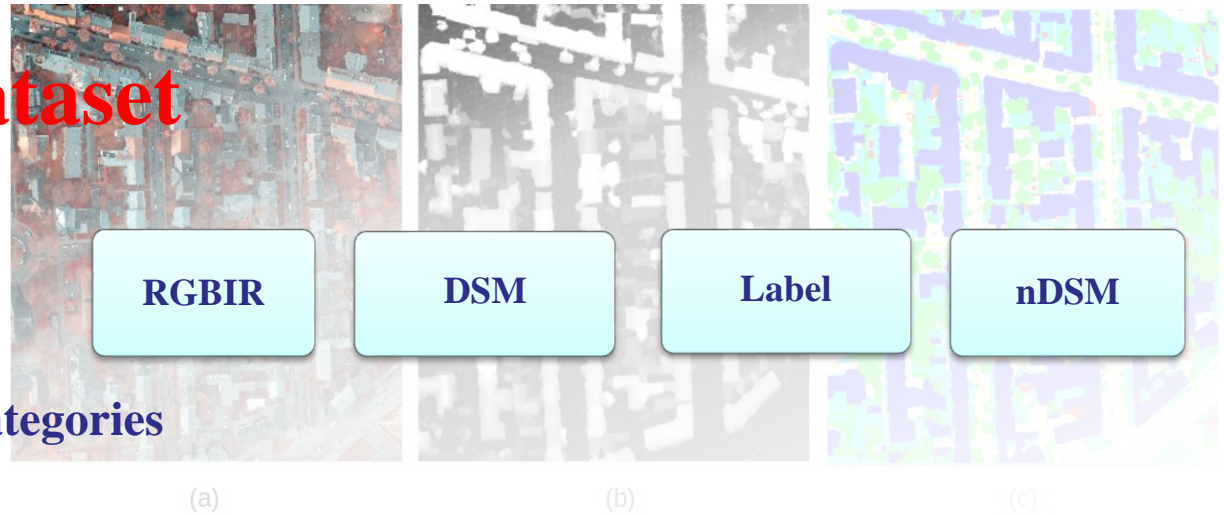 ataset
RGBIR
DSM
Label
nDSM
ategories
(a)
(b)
(c)